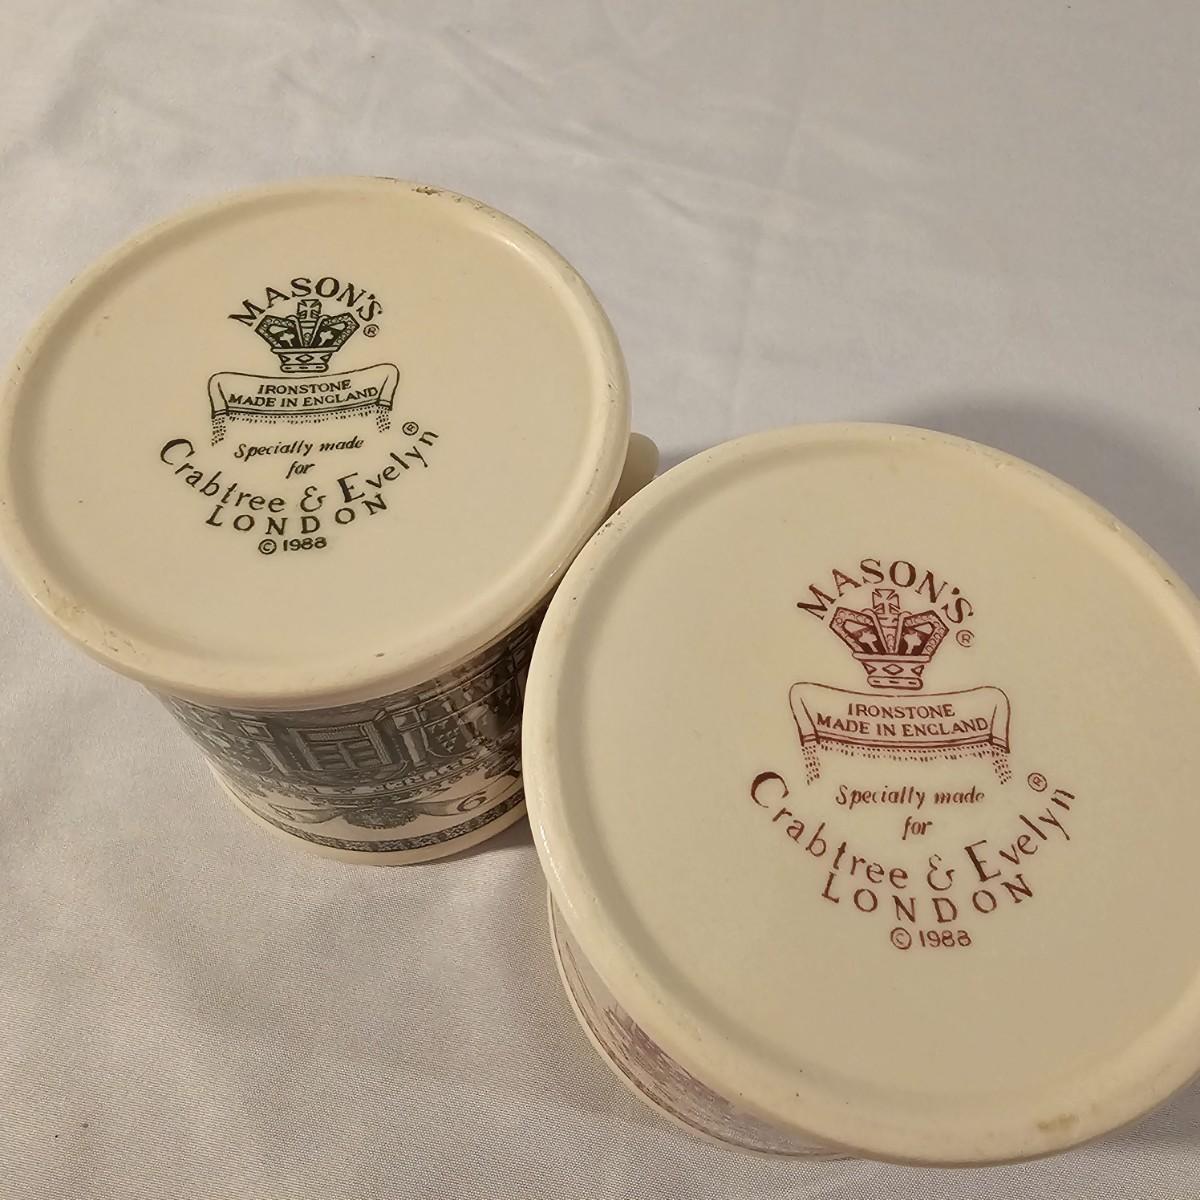 MASON'S®
IRONSTONE
MADE IN ENGLAND
Specially made
for
Crabtree & Evelyn®
LONDON
© 1988
6
MASON'S®
IRONSTONE
MADE IN ENGLAND
Specially made
for
Crabtree & Evelyn®
LONDON
© 1988